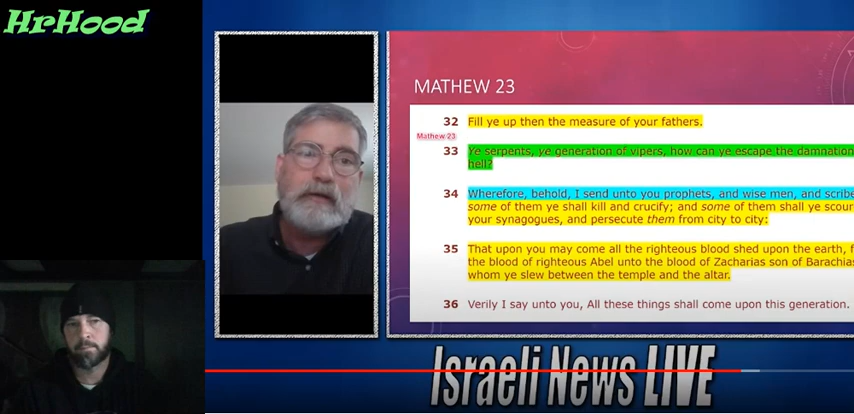 HrHood
MATHEW 23
32 Fill ye up then the measure of your fathers.
Mathew 23
33 Ye serpents, ye generation of vipers, how can ye escape the damnation
hell?
34 Wherefore, behold, I send unto you prophets, and wise men, and scribe
some of them ye shall kill and crucify; and some of them shall ye scour
your synagogues, and persecute them from city to city:
35 That upon you may come all the righteous blood shed upon the earth, f
the blood of righteous Abel unto the blood of Zacharias son of Barachias
whom ye slew between the temple and the altar.
36 Verily I say unto you, All these things shall come upon this generation.
Israeli News LIVE